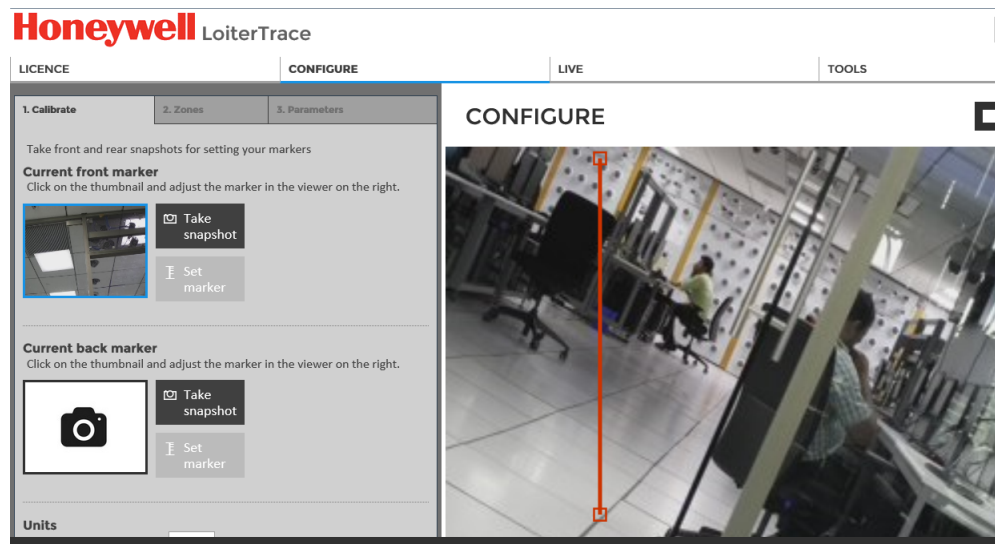 Honeywell LoiterTrace
LICENCE
CONFIGURE
LIVE
TOOLS
1. Calibrate
2. Zones
3. Parameters
CONFIGURE
Take front and rear snapshots for setting your markers
Current front marker
Click on the thumbnail and adjust the marker in the viewer on the right.
Take
snapshot
Set
marker
Current back marker
Click on the thumbnail and adjust the marker in the viewer on the right.
Take
snapshot
Set
marker
Units